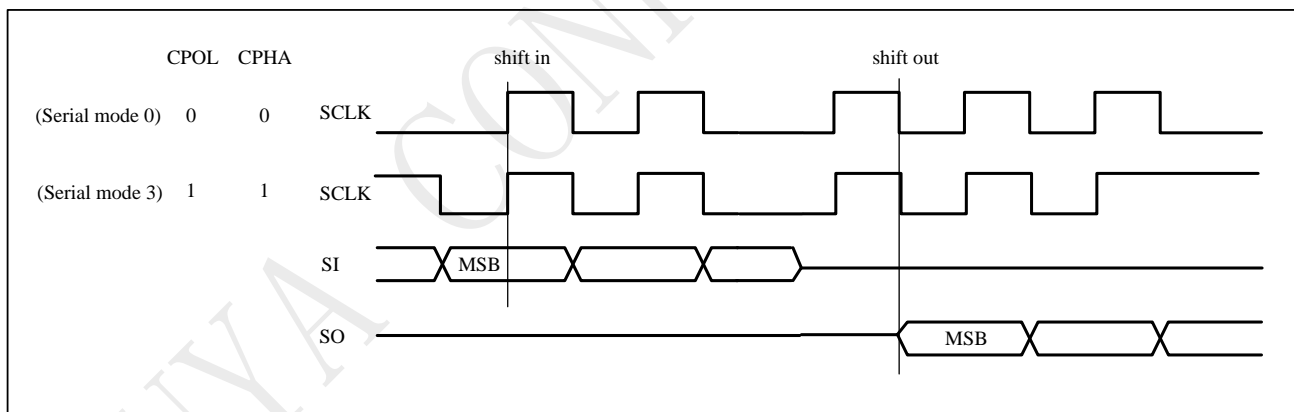 CPOL CPHA shift in shift out
(Serial mode 0) 0 0 SCLK
(Serial mode 3) 1 1 SCLK
SI MSB
SO MSB